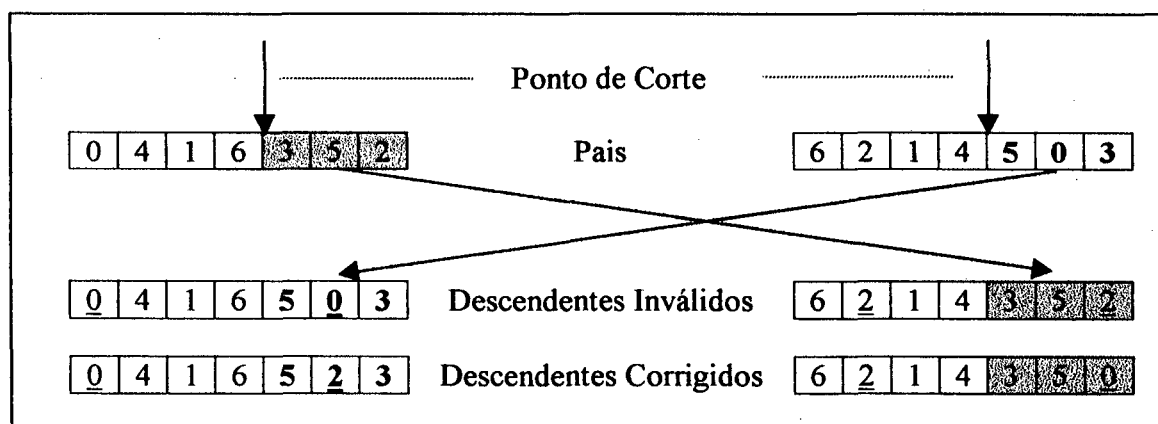 Ponto de Corte
0 4 1 6 3 5 2 Pais 6 2 1 4 5 0 3
0 4 1 6 5 0 3 Descendentes Inválidos 6 2 1 4 3 5 2
0 4 1 6 5 2 3 Descendentes Corrigidos 6 2 1 4 3 5 0